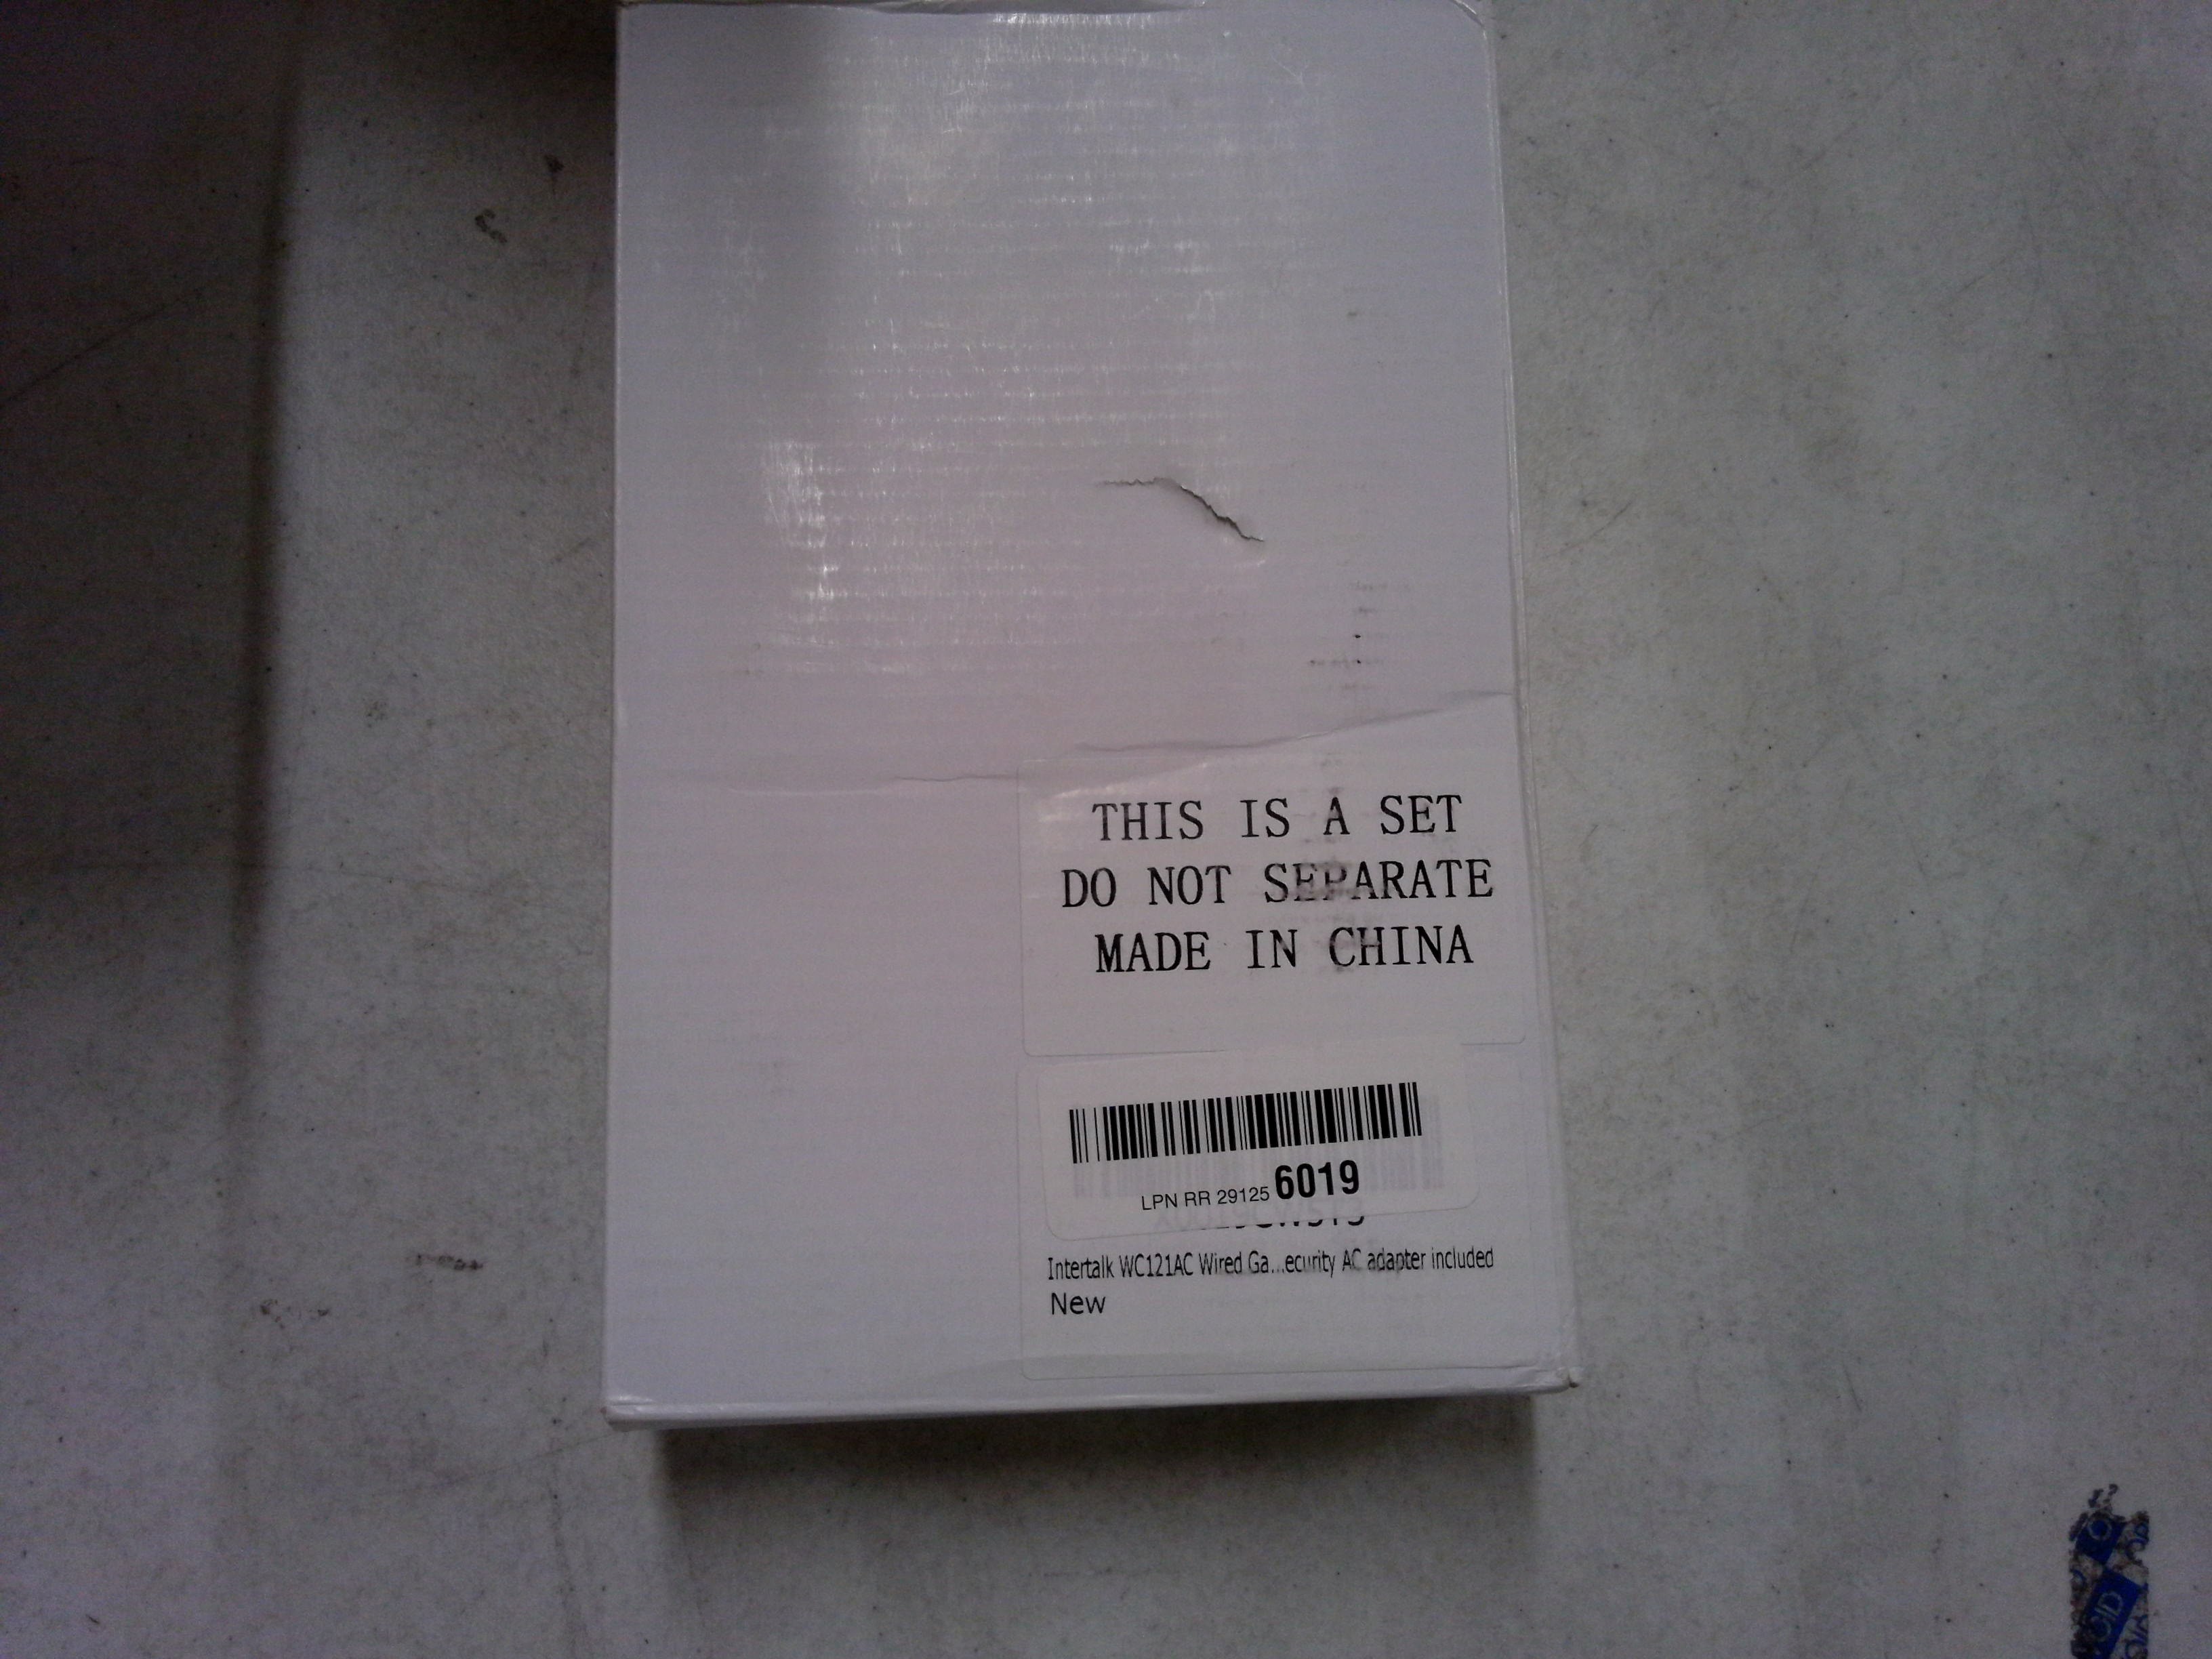 THIS IS A SET
DO NOT SEPARATE
MADE IN CHINA
LPN RR 29125 6019
Intertalk WC121AC Wired Ga...ecurity AC adapter included
New